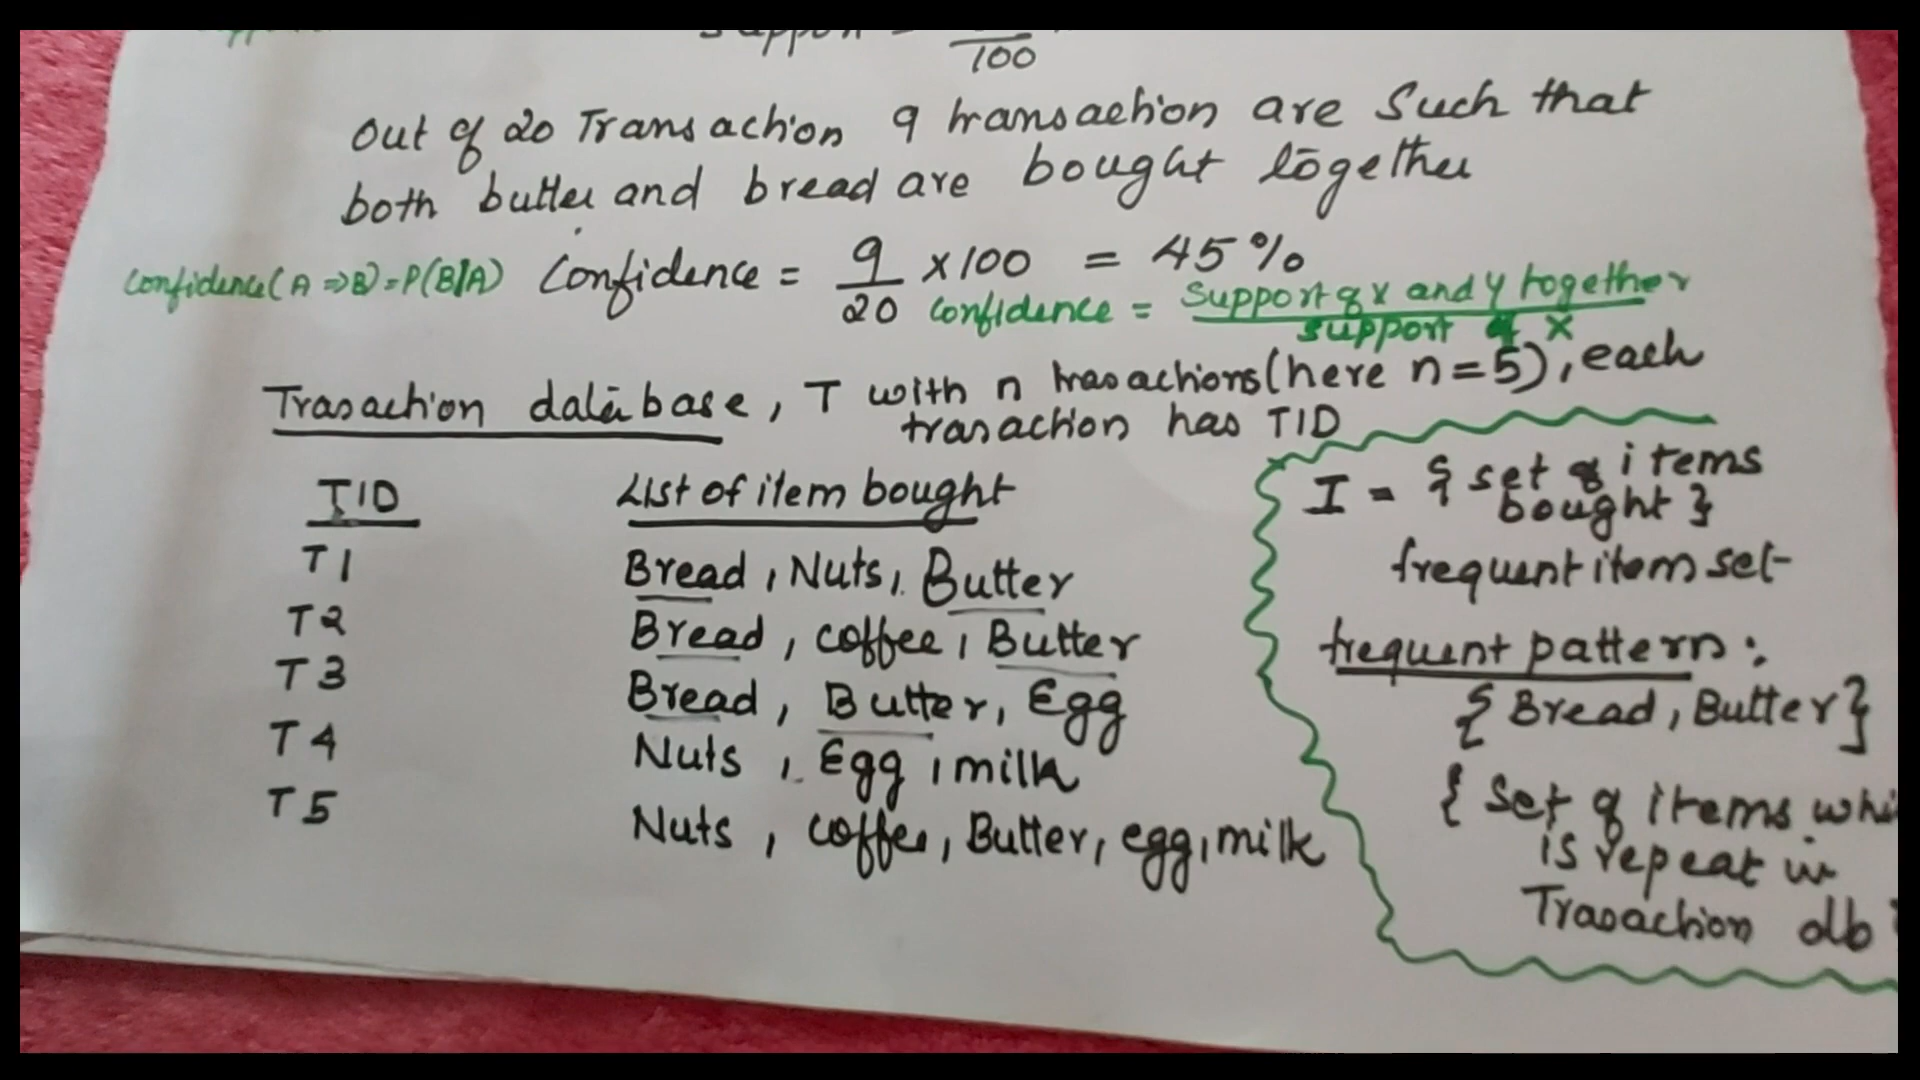 Support =
100
out of 20 Transaction 9 transaction are such that
both butter and bread are bought together
Confidence(A => B) = P(B|A) Confidence = 9/20 x 100 = 45%
confidence = Support of x and y together / support of x
Trasaction database, T with n trasactions (here n=5), each
trasaction has TID
TID List of item bought
T1 Bread, Nuts, Butter
T2 Bread, coffee, Butter
T3 Bread, Butter, Egg
T4 Nuts, Egg, milk
T5 Nuts, coffee, Butter, egg, milk
I = { set of items
bought }
frequent item set
frequent pattern:
{ Bread, Butter }
{ Set of items whi
is repeat in
Trasaction db